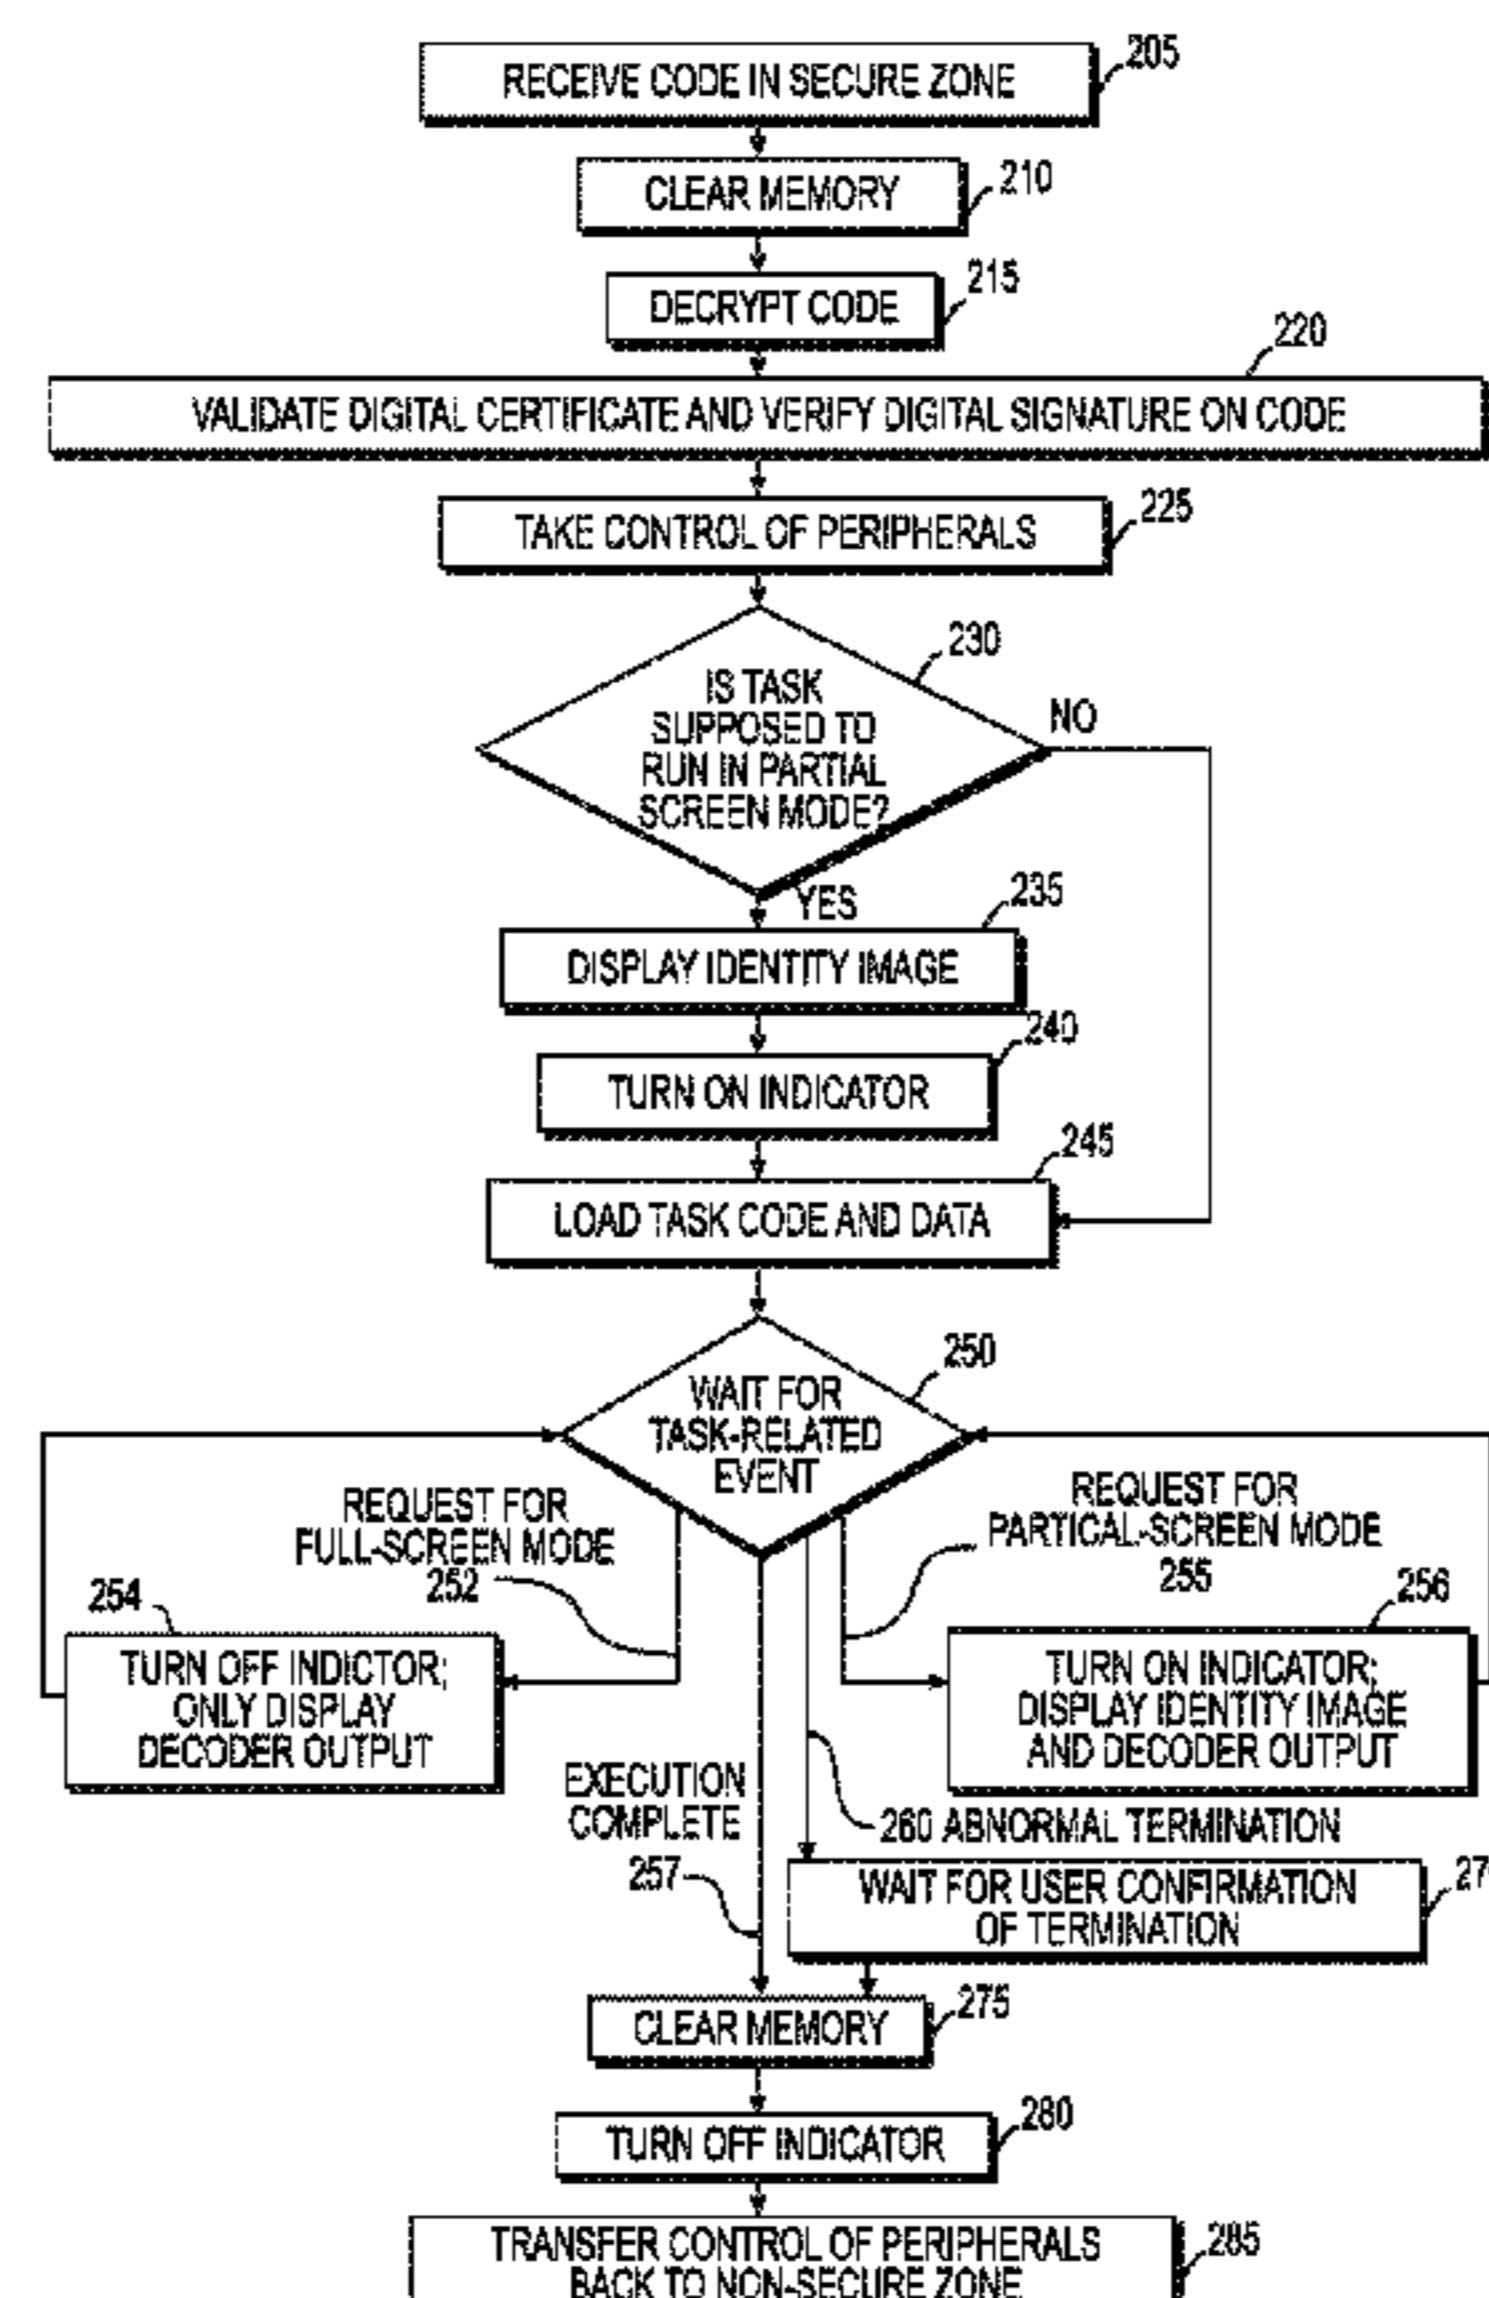 205
RECEIVE CODE IN SECURE ZONE
210
CLEAR MEMORY
215
DECRYPT CODE
220
VALIDATE DIGITAL CERTIFICATE AND VERIFY DIGITAL SIGNATURE ON CODE
225
TAKE CONTROL OF PERIPHERALS
230
IS TASK
SUPPOSED TO
RUN IN PARTIAL
SCREEN MODE?
NO
YES
235
DISPLAY IDENTITY IMAGE
240
TURN ON INDICATOR
245
LOAD TASK CODE AND DATA
250
WAIT FOR
TASK-RELATED
EVENT
REQUEST FOR
FULL-SCREEN MODE
252
REQUEST FOR
PARTICAL-SCREEN MODE
255
254
TURN OFF INDICTOR;
ONLY DISPLAY
DECODER OUTPUT
256
TURN ON INDICATOR;
DISPLAY IDENTITY IMAGE
AND DECODER OUTPUT
EXECUTION
COMPLETE
257
260 ABNORMAL TERMINATION
WAIT FOR USER CONFIRMATION
OF TERMINATION
275
CLEAR MEMORY
280
TURN OFF INDICATOR
285
TRANSFER CONTROL OF PERIPHERALS
BACK TO NON-SECURE ZONE